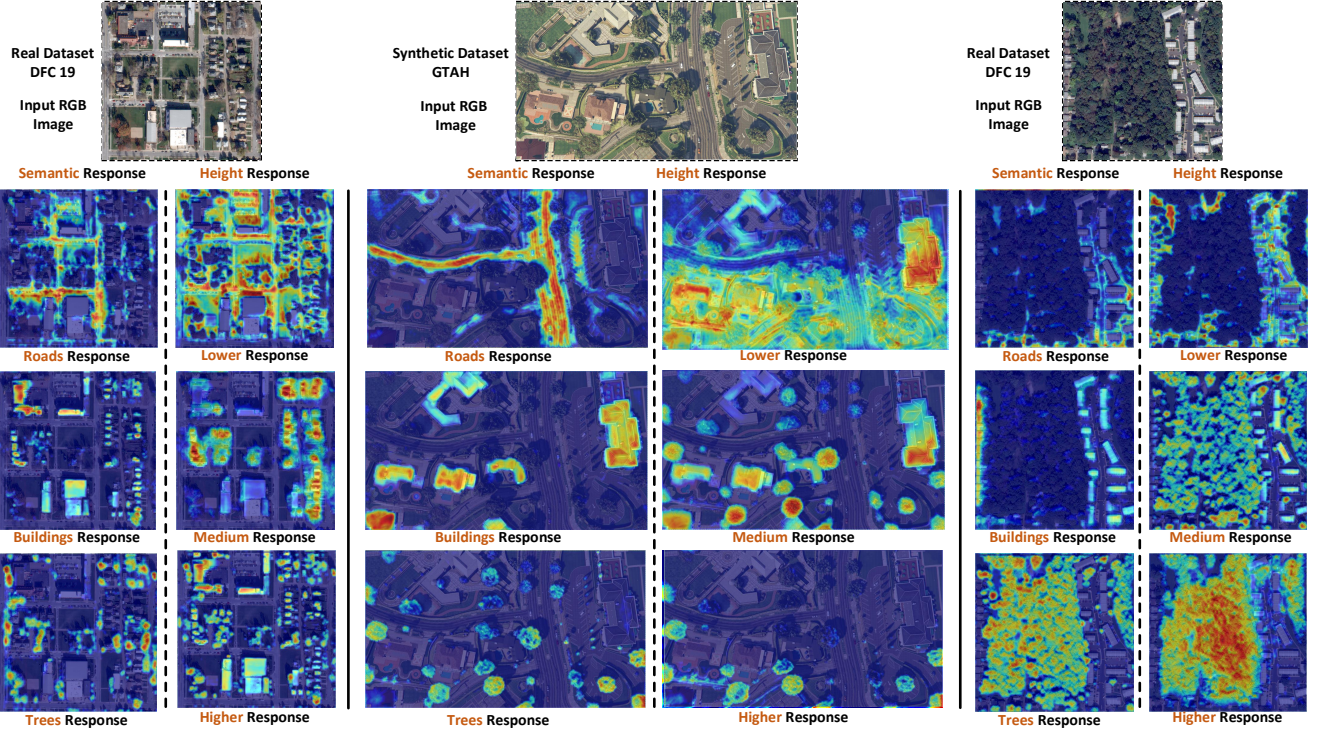 Real Dataset
DFC 19
Input RGB
Image
Synthetic Dataset
GTAH
Input RGB
Image
Real Dataset
DFC 19
Input RGB
Image
Semantic Response
Height Response
Semantic Response
Height Response
Semantic Response
Height Response
Roads Response
Lower Response
Roads Response
Lower Response
Roads Response
Lower Response
Buildings Response
Medium Response
Buildings Response
Medium Response
Buildings Response
Medium Response
Trees Response
Higher Response
Trees Response
Higher Response
Trees Response
Higher Response